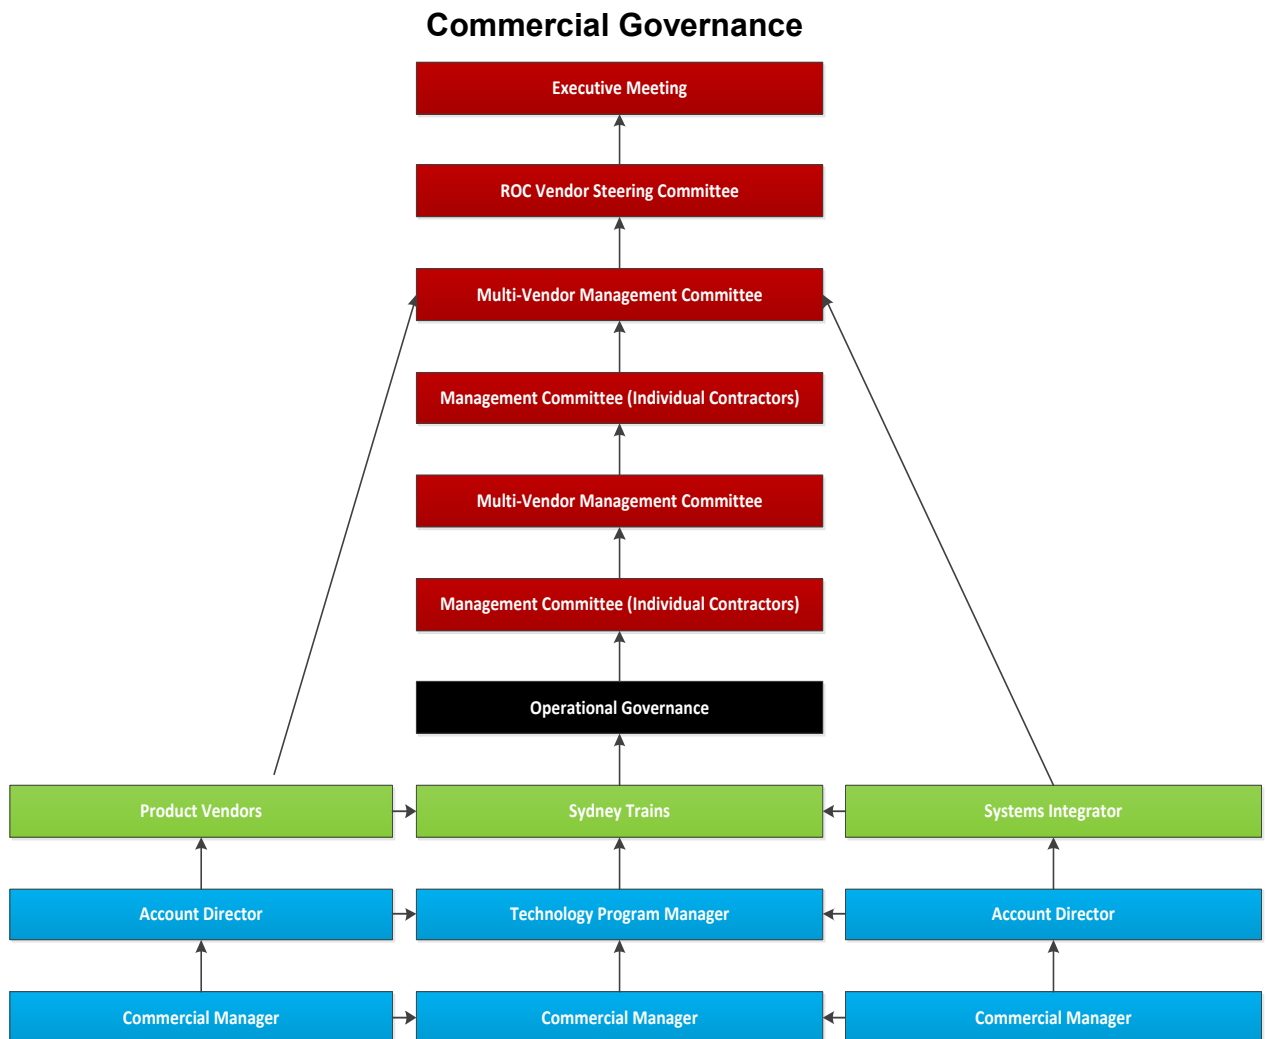 Commercial Governance
Executive Meeting
ROC Vendor Steering Committee
Multi-Vendor Management Committee
Management Committee (Individual Contractors)
Multi-Vendor Management Committee
Management Committee (Individual Contractors)
Operational Governance
Product Vendors
Sydney Trains
Systems Integrator
Account Director
Technology Program Manager
Account Director
Commercial Manager
Commercial Manager
Commercial Manager